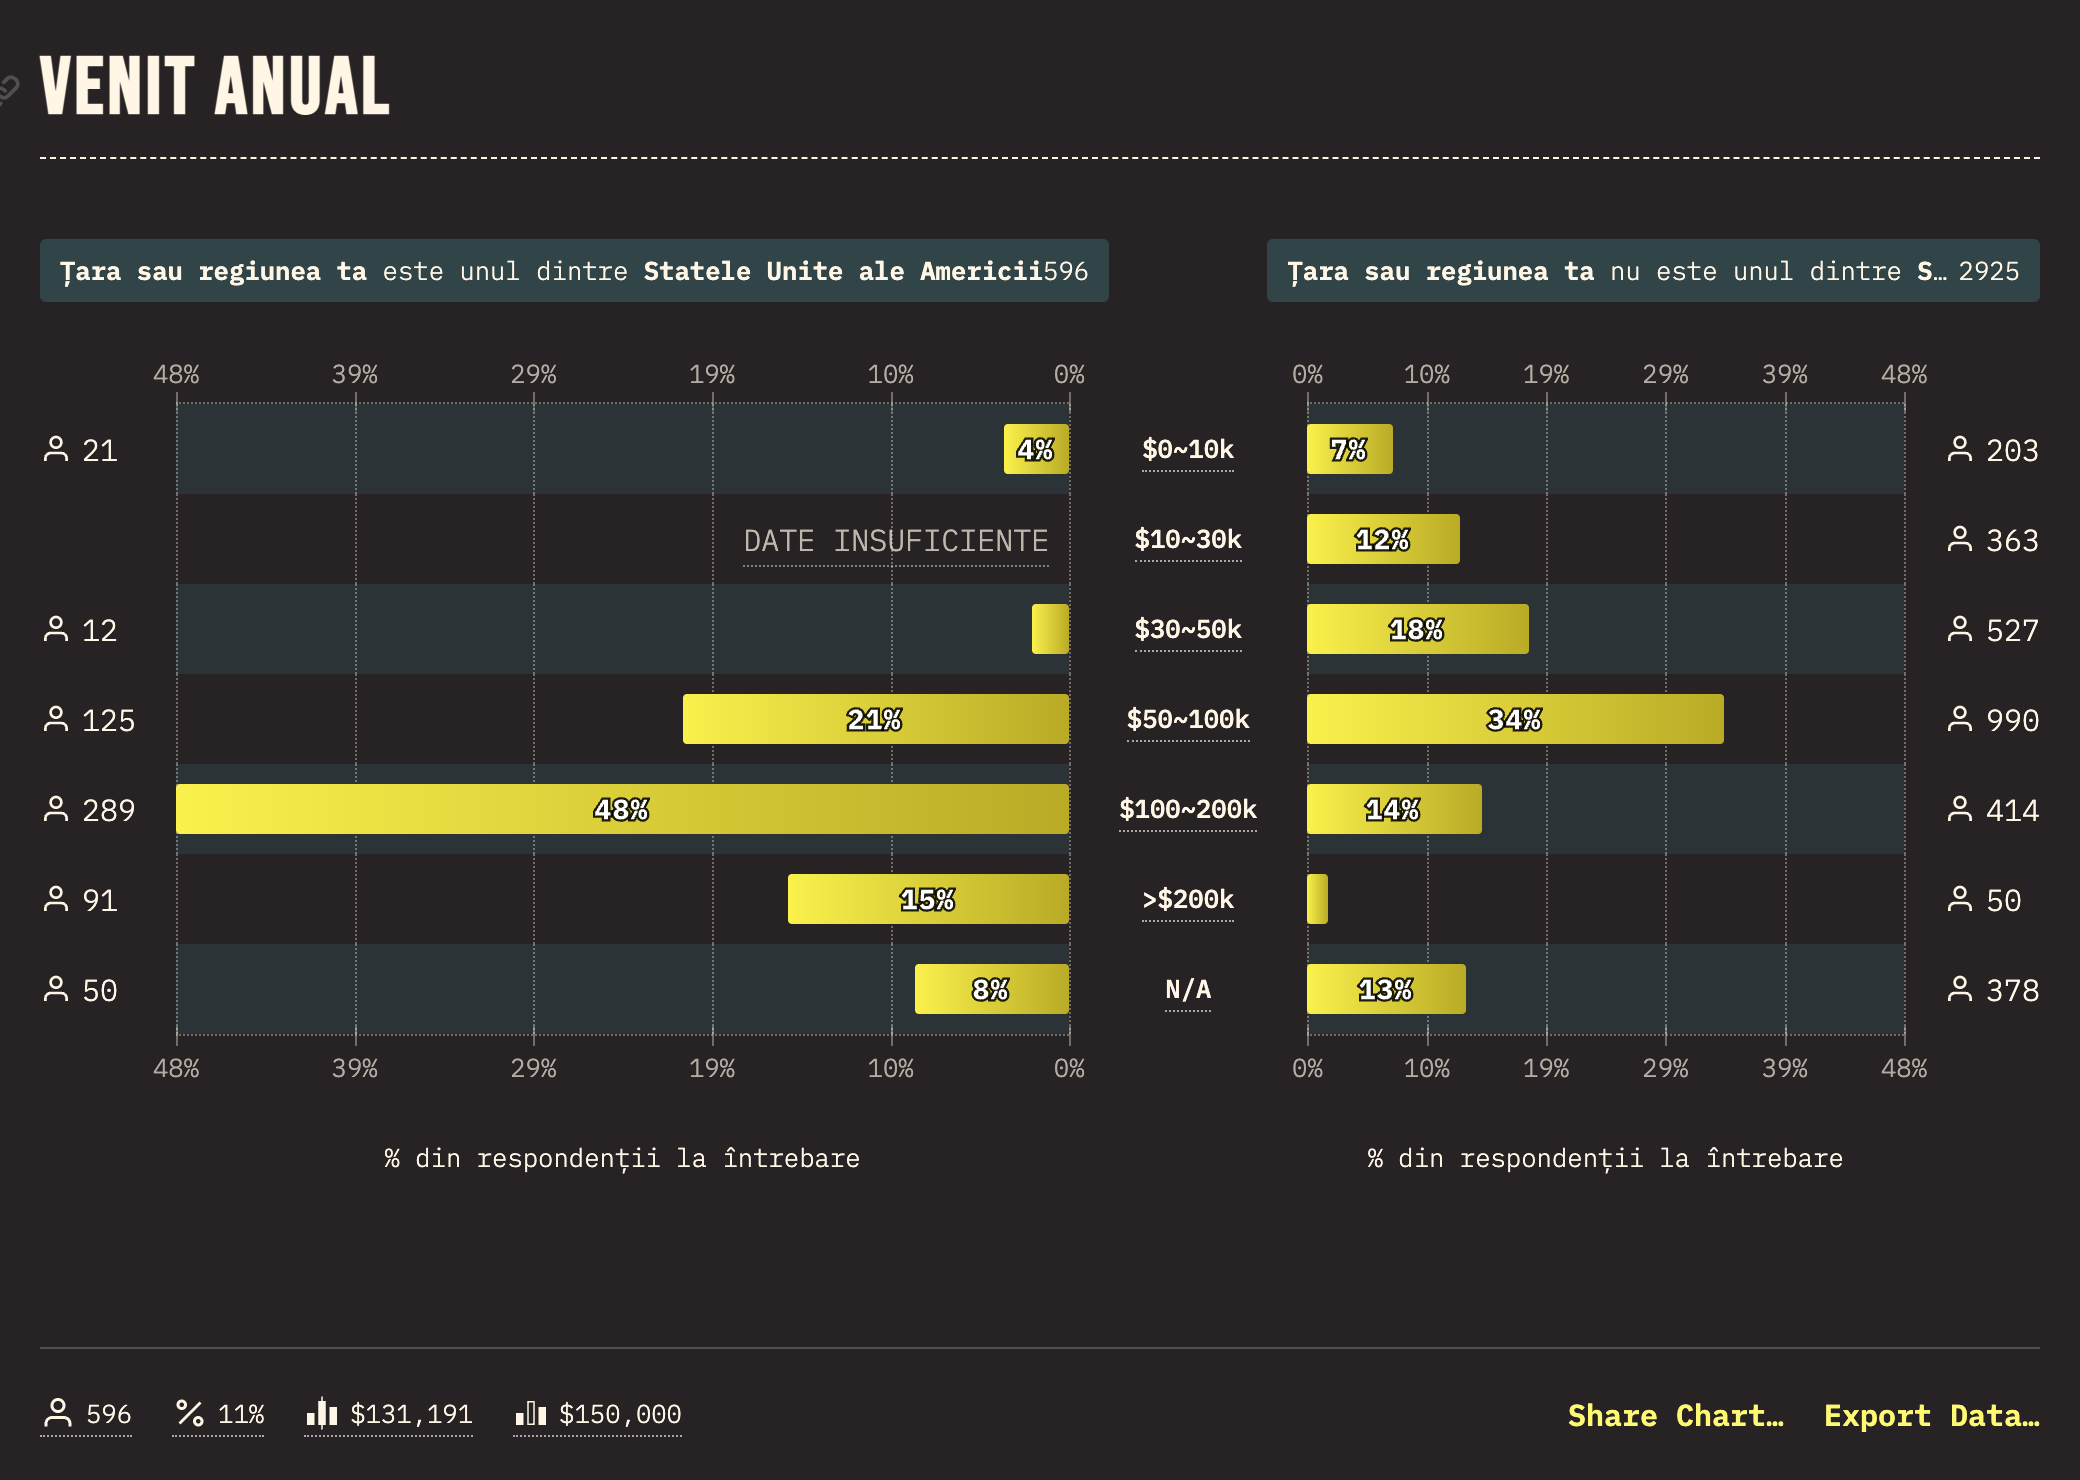 VENIT ANUAL
Țara sau regiunea ta este unul dintre Statele Unite ale Americii596
Țara sau regiunea ta nu este unul dintre S… 2925
48% 39% 29% 19% 10% 0%
0% 10% 19% 29% 39% 48%
21 4% $0~10k 7% 203
DATE INSUFICIENTE $10~30k 12% 363
12 $30~50k 18% 527
125 21% $50~100k 34% 990
289 48% $100~200k 14% 414
91 15% >$200k 50
50 8% N/A 13% 378
48% 39% 29% 19% 10% 0%
0% 10% 19% 29% 39% 48%
% din respondenții la întrebare
% din respondenții la întrebare
596 11% $131,191 $150,000
Share Chart… Export Data…